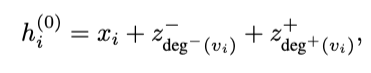 h_i^{(0)} = x_i + z^-_{deg^-(v_i)} + z^+_{deg^+(v_i)},